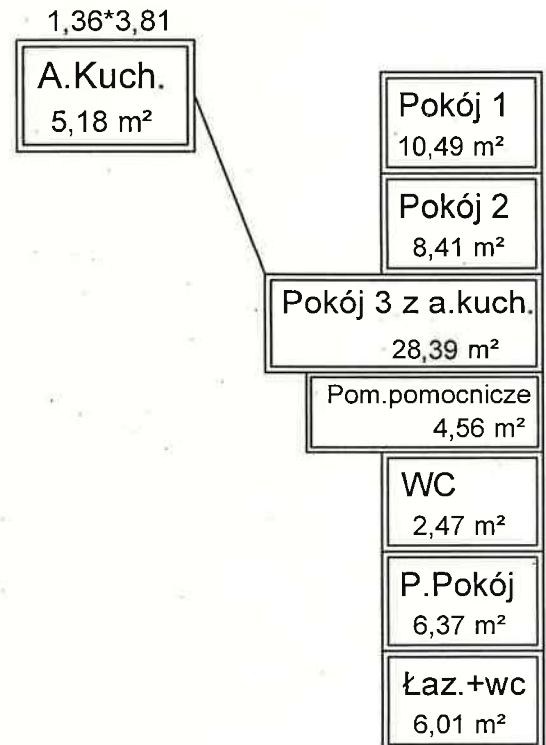 1,36*3,81
A.Kuch.
5,18 m²
Pokój 1
10,49 m²
Pokój 2
8,41 m²
Pokój 3 z a.kuch.
28,39 m²
Pom.pomocnicze
4,56 m²
WC
2,47 m²
P.Pokój
6,37 m²
Łaz.+wc
6,01 m²